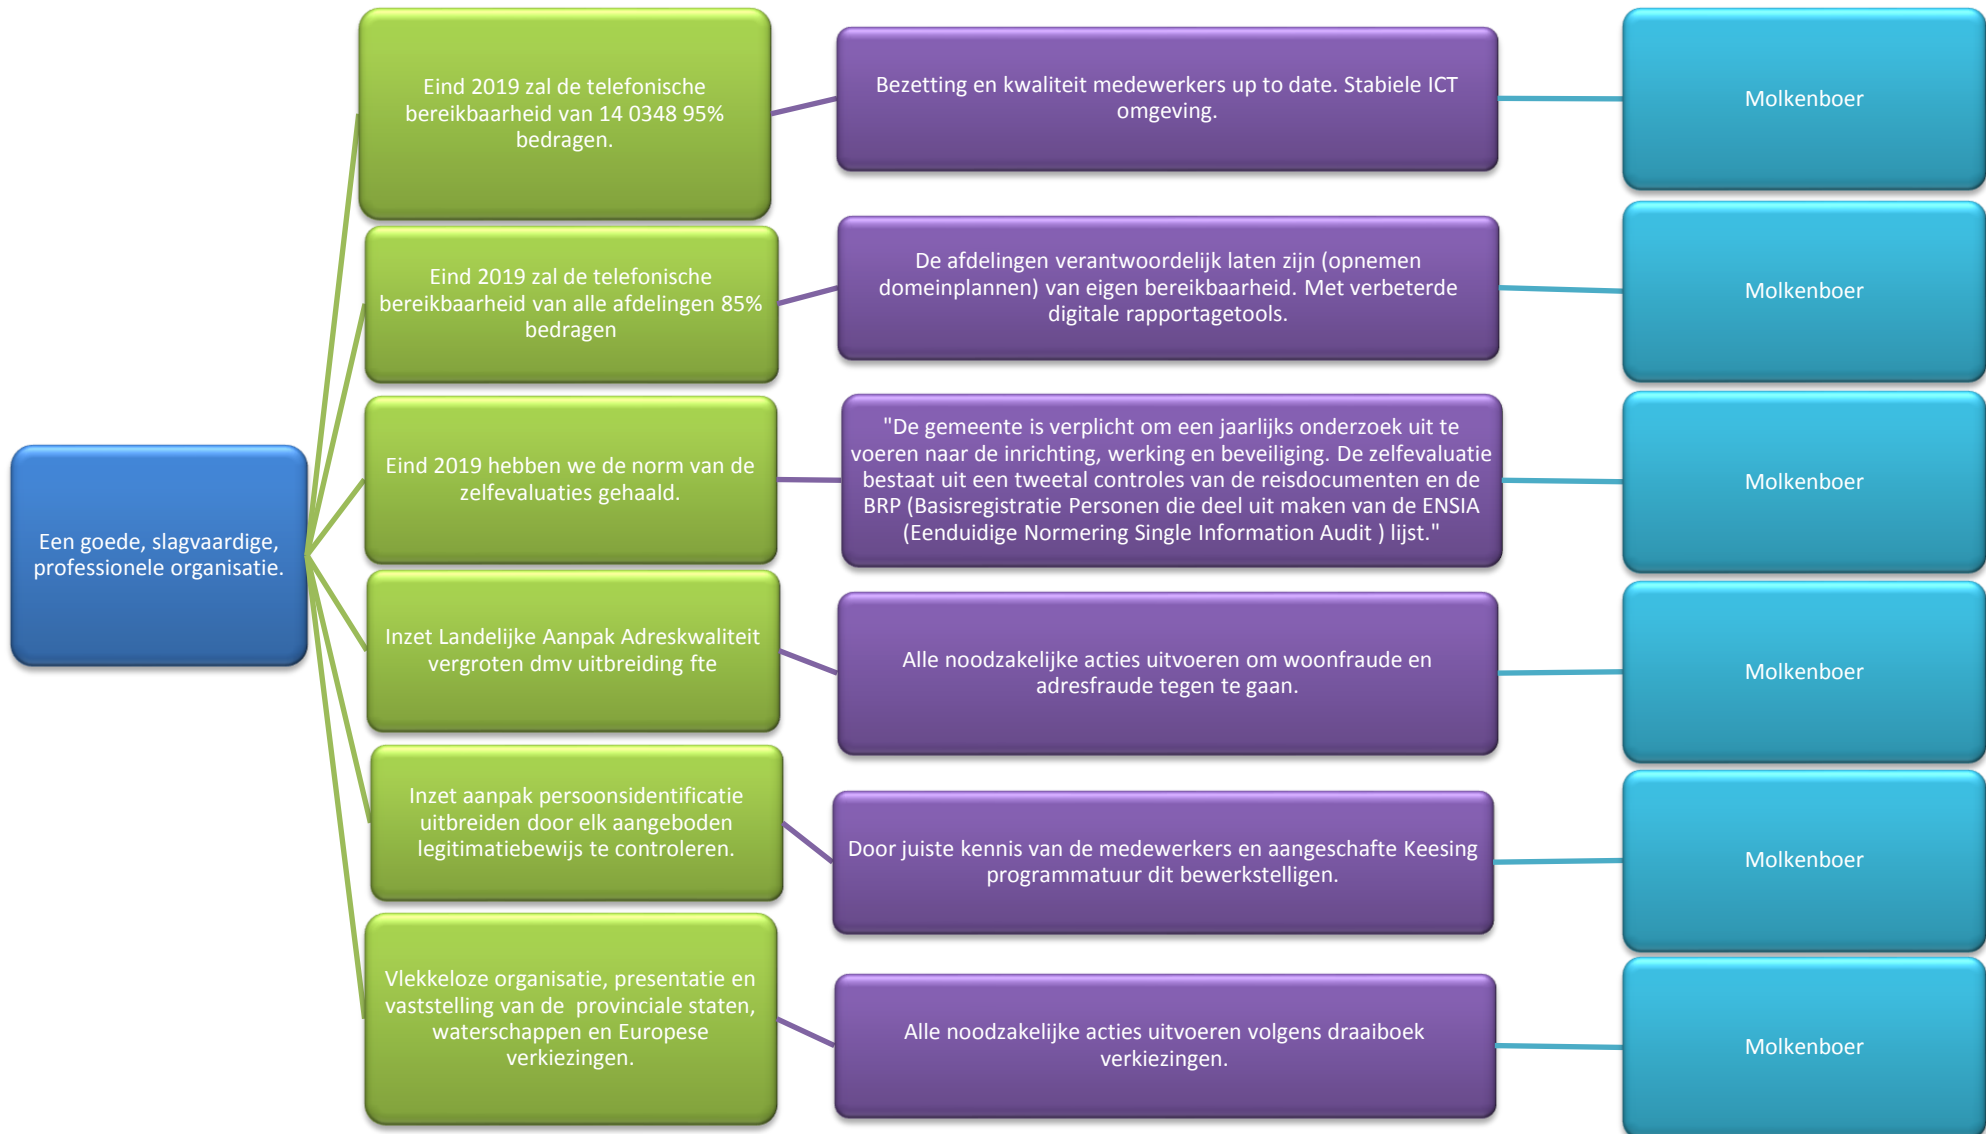 Een goede, slagvaardige,
professionele organisatie.
Eind 2019 zal de telefonische
bereikbaarheid van 14 0348 95%
bedragen.
Bezetting en kwaliteit medewerkers up to date. Stabiele ICT
omgeving.
Molkenboer
Eind 2019 zal de telefonische
bereikbaarheid van alle afdelingen 85%
bedragen
De afdelingen verantwoordelijk laten zijn (opnemen
domeinplannen) van eigen bereikbaarheid. Met verbeterde
digitale rapportagetools.
Molkenboer
Eind 2019 hebben we de norm van de
zelfevaluaties gehaald.
"De gemeente is verplicht om een jaarlijks onderzoek uit te
voeren naar de inrichting, werking en beveiliging. De zelfevaluatie
bestaat uit een tweetal controles van de reisdocumenten en de
BRP (Basisregistratie Personen die deel uit maken van de ENSIA
(Eenduidige Normering Single Information Audit ) lijst."
Molkenboer
Inzet Landelijke Aanpak Adreskwaliteit
vergroten dmv uitbreiding fte
Alle noodzakelijke acties uitvoeren om woonfraude en
adresfraude tegen te gaan.
Molkenboer
Inzet aanpak persoonsidentificatie
uitbreiden door elk aangeboden
legitimatiebewijs te controleren.
Door juiste kennis van de medewerkers en aangeschafte Keesing
programmatuur dit bewerkstelligen.
Molkenboer
Vlekkeloze organisatie, presentatie en
vaststelling van de  provinciale staten,
waterschappen en Europese
verkiezingen.
Alle noodzakelijke acties uitvoeren volgens draaiboek
verkiezingen.
Molkenboer